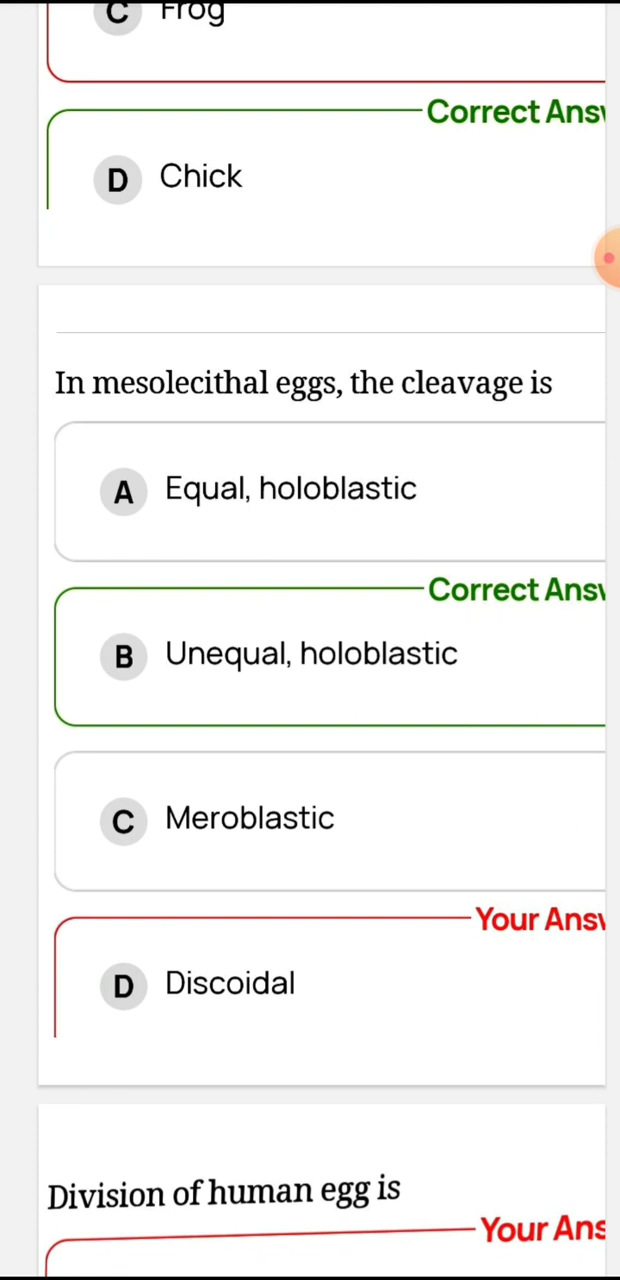 C Frog
Correct Ans
D Chick
In mesolecithal eggs, the cleavage is
A Equal, holoblastic
Correct Ans
B Unequal, holoblastic
C Meroblastic
Your Ans
D Discoidal
Division of human egg is
Your Ans